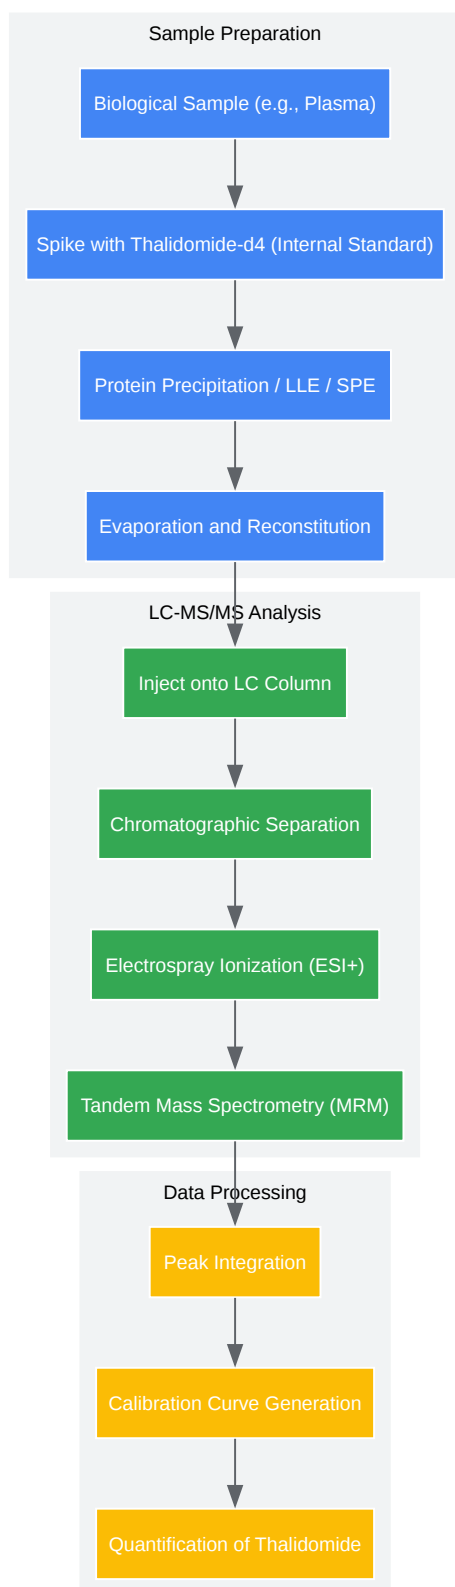 Sample Preparation
Biological Sample (e.g., Plasma)
Spike with Thalidomide-d4 (Internal Standard)
Protein Precipitation / LLE / SPE
Evaporation and Reconstitution
LC-MS/MS Analysis
Inject onto LC Column
Chromatographic Separation
Electrospray Ionization (ESI+)
Tandem Mass Spectrometry (MRM)
Data Processing
Peak Integration
Calibration Curve Generation
Quantification of Thalidomide